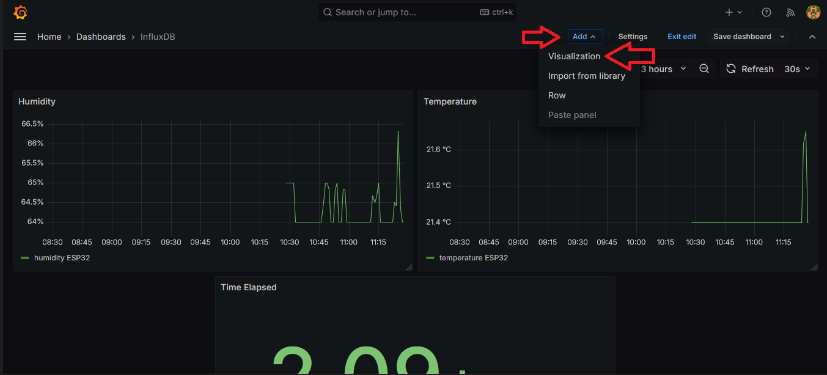 Search or jump to... ctrl+k
Home > Dashboards > InfluxDB Add Settings Exit edit Save dashboard
Visualization
Import from library
Row
Paste panel
3 hours Refresh 30s
Humidity
66.5%
66%
65.5%
65%
64.5%
64%
08:30 08:45 09:00 09:15 09:30 09:45 10:00 10:15 10:30 10:45 11:00 11:15
humidity ESP32
Temperature
21.6 °C
21.5 °C
21.4 °C
08:30 08:45 09:00 09:15 09:30 09:45 10:00 10:15 10:30 10:45 11:00 11:15
temperature ESP32
Time Elapsed